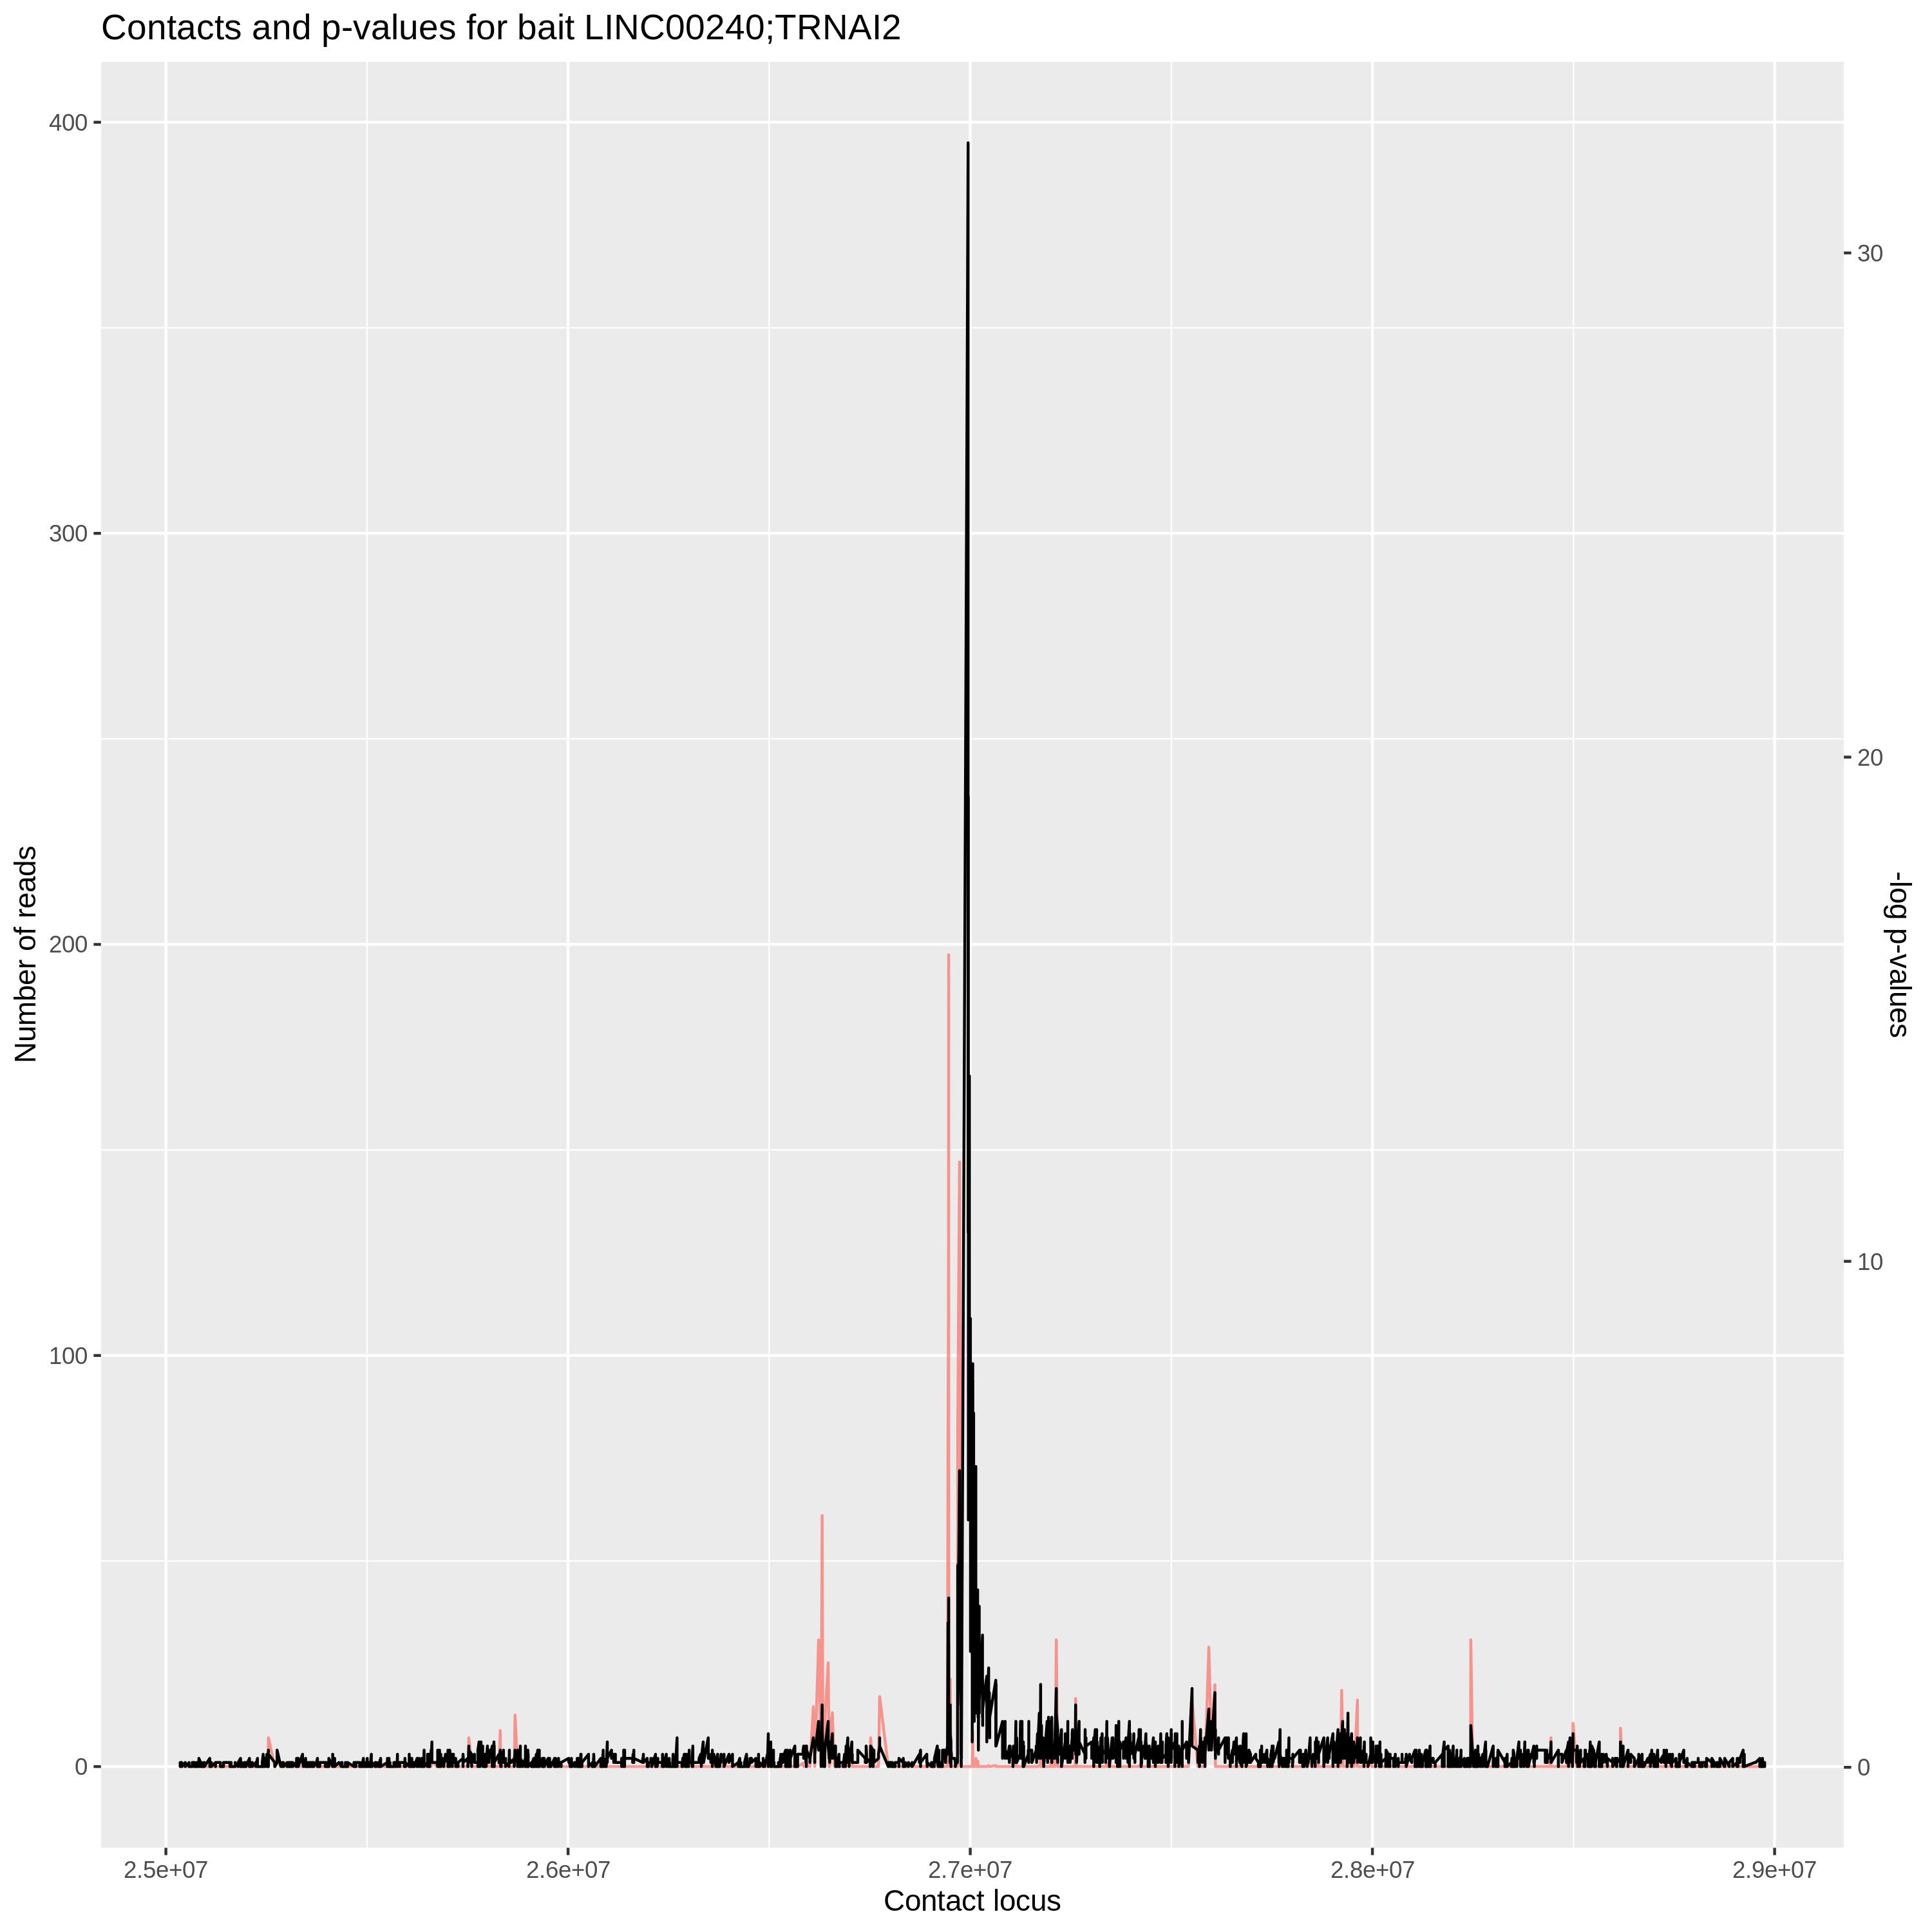 Contacts and p-values for bait LINC00240;TRNAI2
400
300
200
100
0
Number of reads
30
20
10
0
-log p-values
2.5e+07
2.6e+07
2.7e+07
2.8e+07
2.9e+07
Contact locus